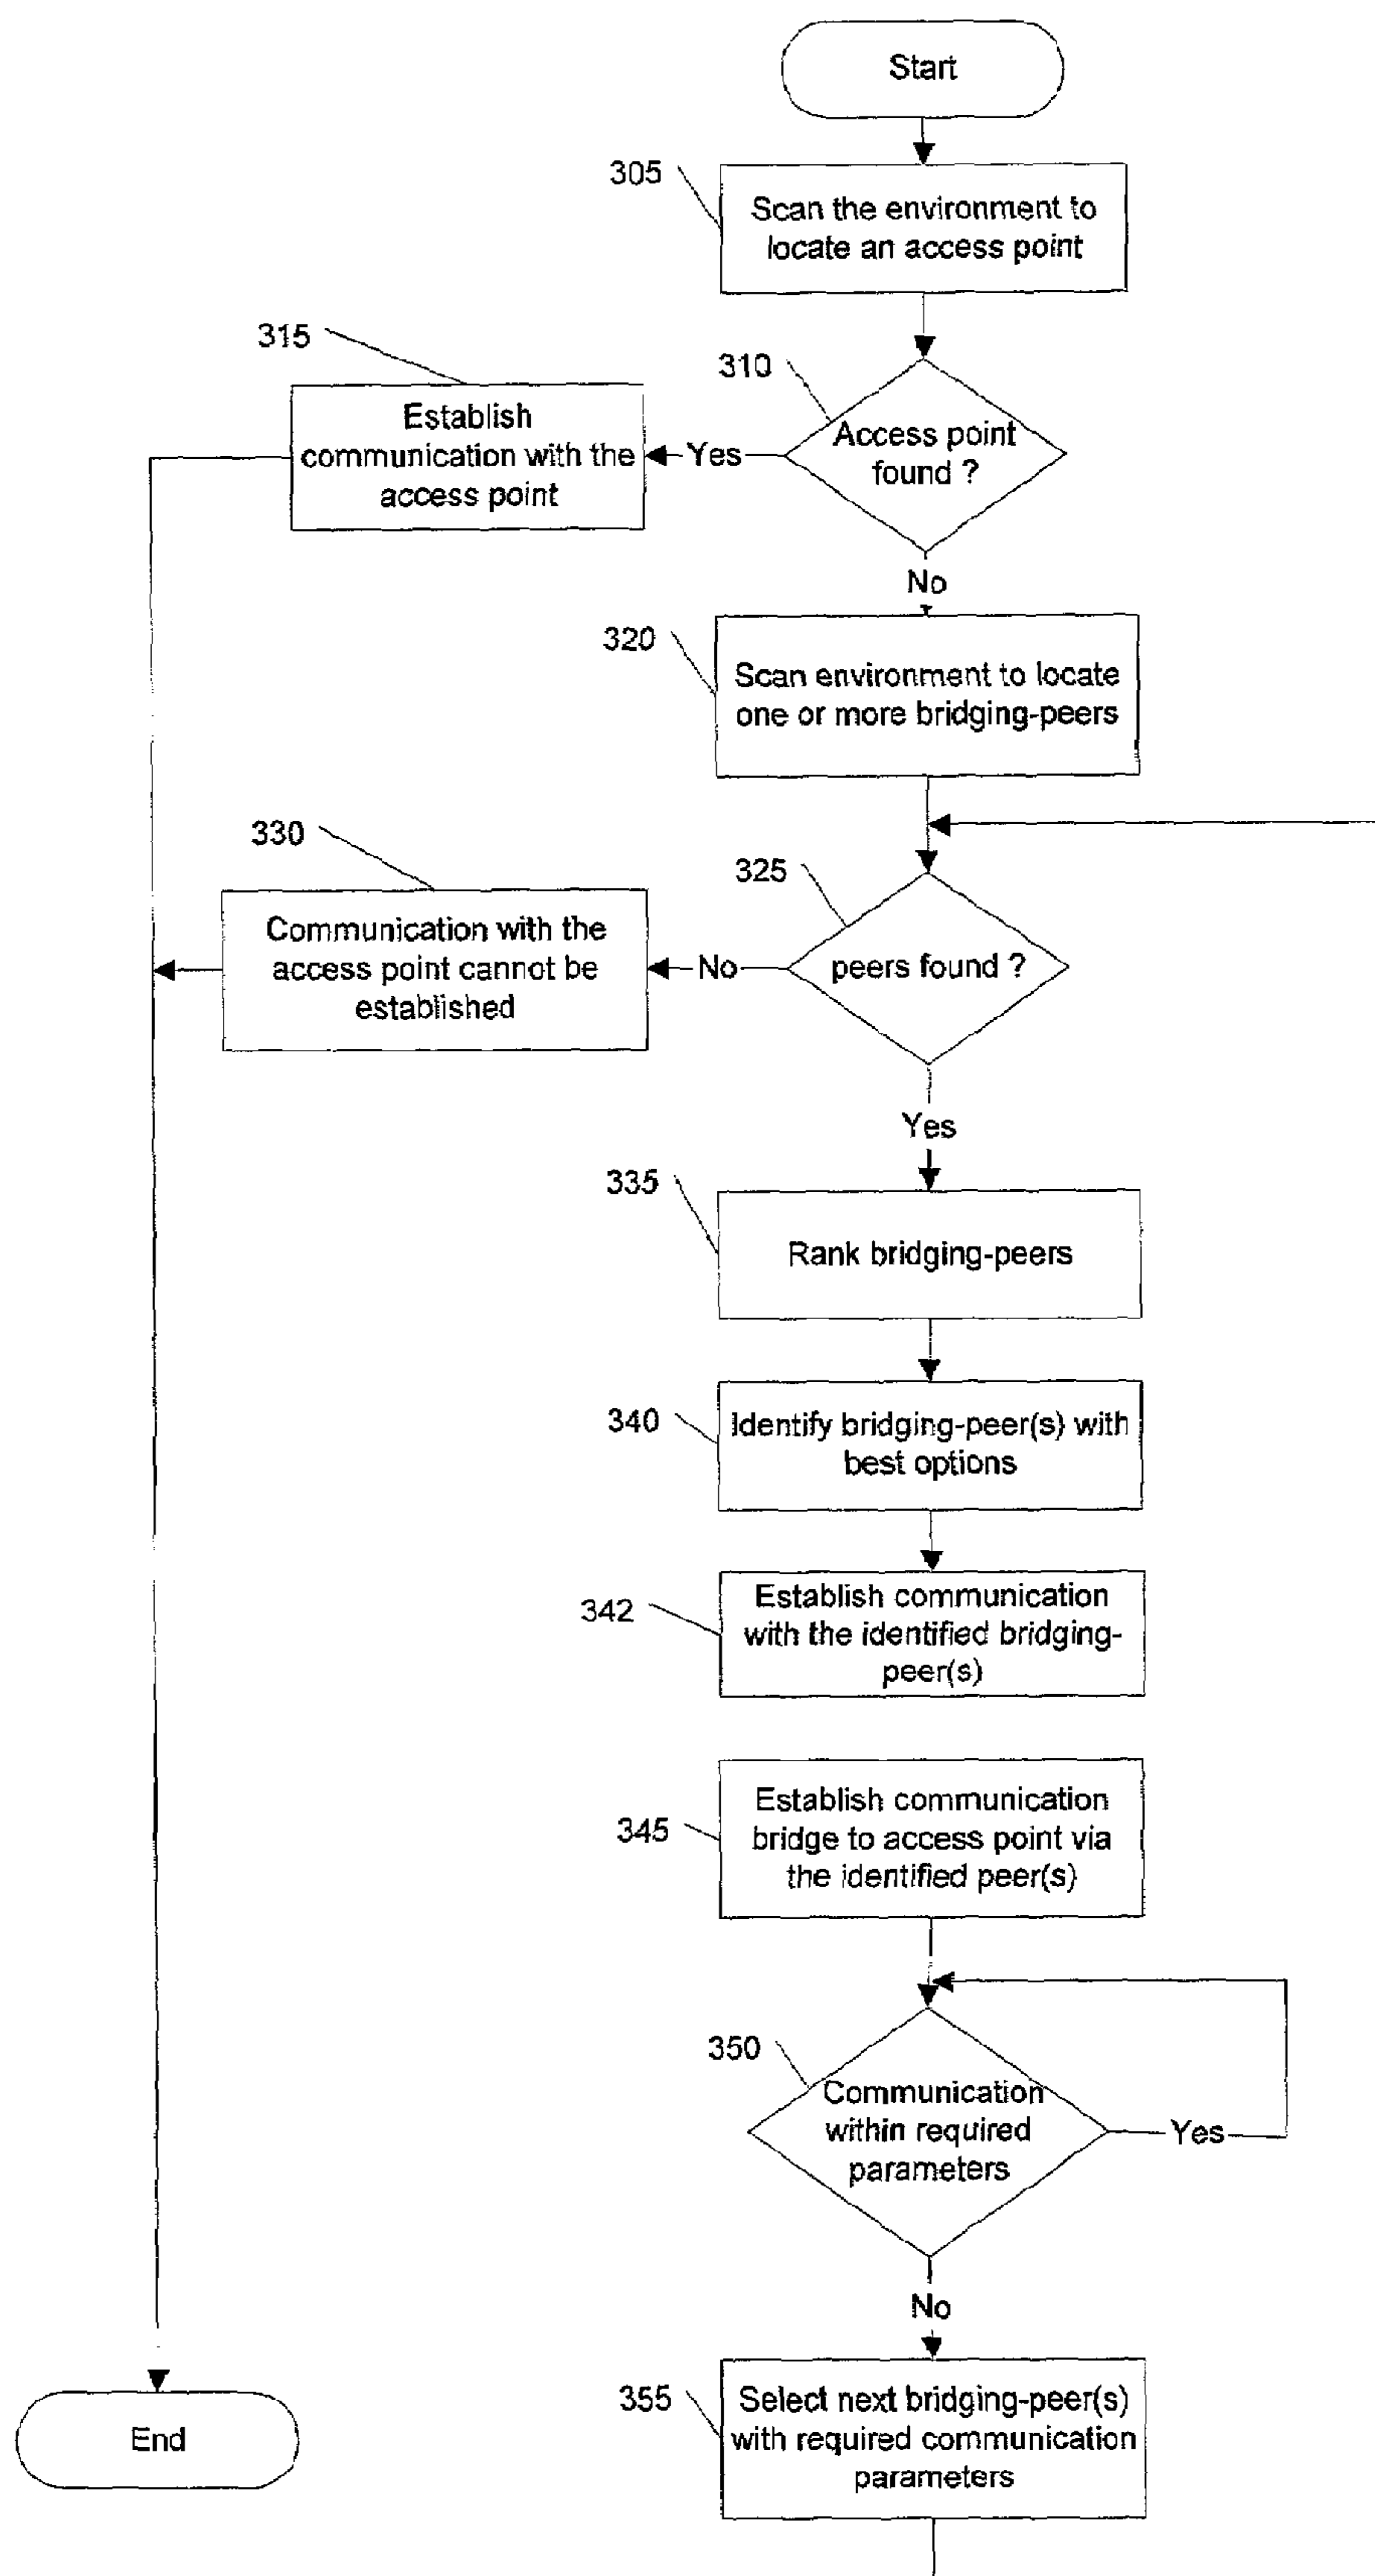 Start
305
Scan the environment to
locate an access point
315
310
Establish
communication with the
access point
Yes
Access point
found ?
No
320
Scan environment to locate
one or more bridging-peers
330
325
Communication with the
access point cannot be
established
No
peers found ?
Yes
335
Rank bridging-peers
340
Identify bridging-peer(s) with
best options
342
Establish communication
with the identified bridging-
peer(s)
345
Establish communication
bridge to access point via
the identified peer(s)
350
Communication
within required
parameters
Yes
No
355
Select next bridging-peer(s)
with required communication
parameters
End